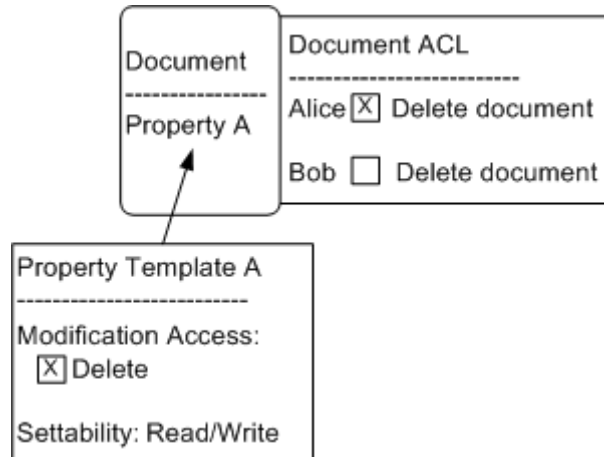 Document
----------------
Property A
Document ACL
--------------------------
Alice X Delete document
Bob Delete document
Property Template A
--------------------------
Modification Access:
X Delete
Settability: Read/Write